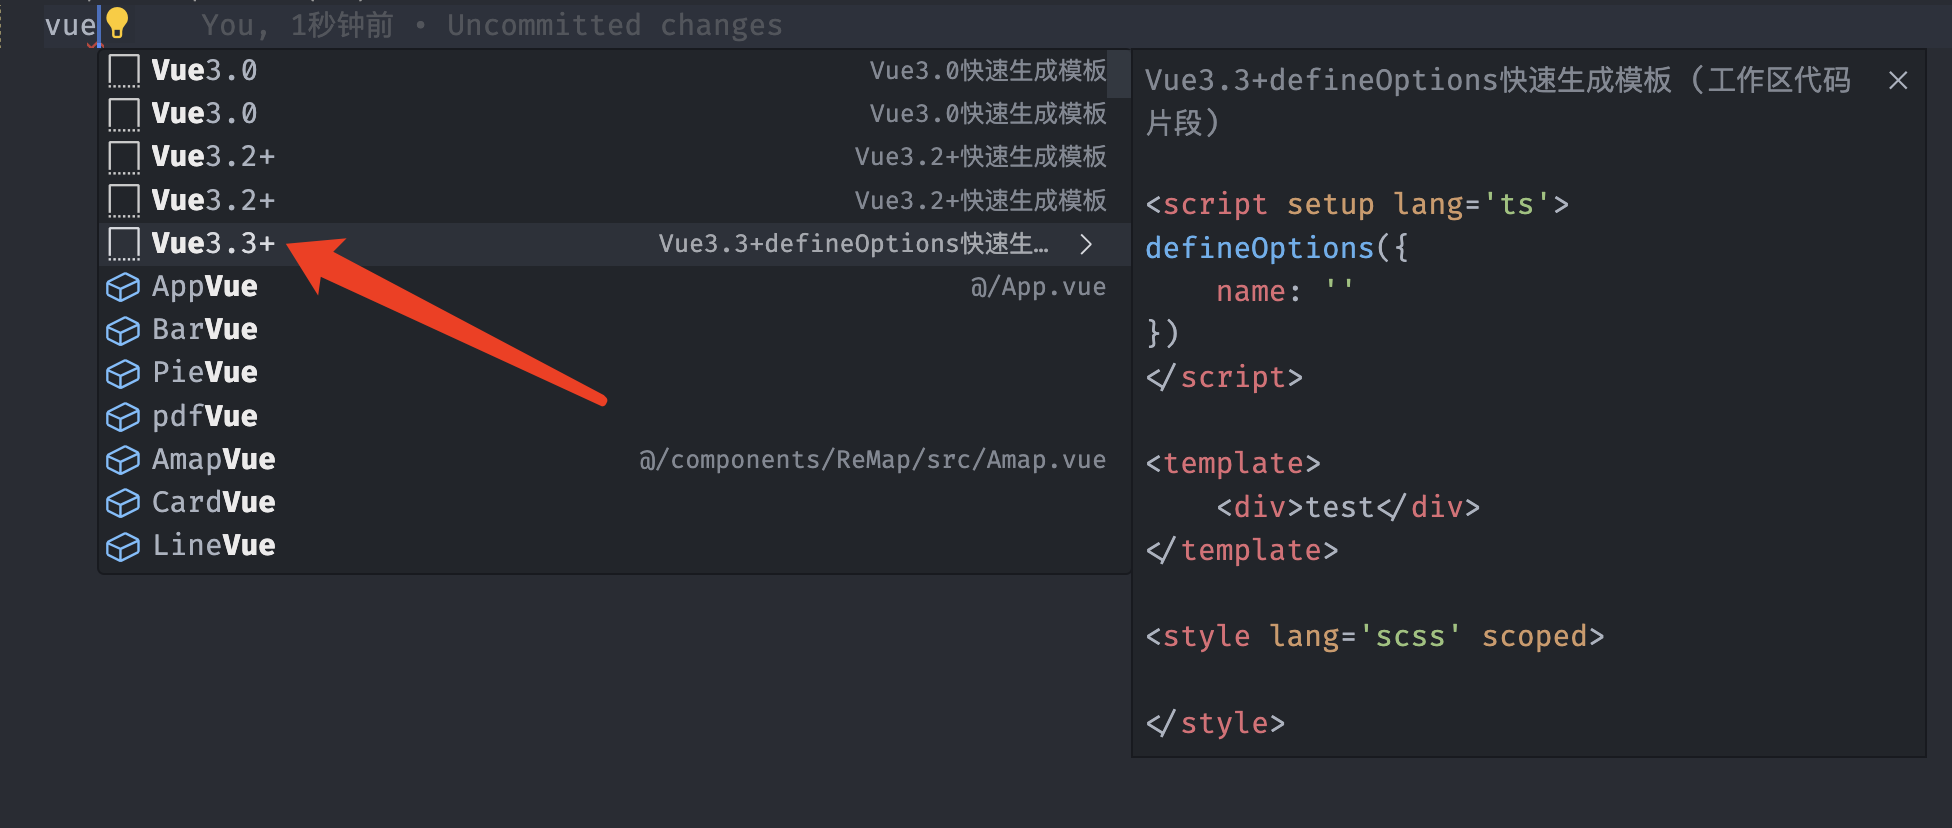 vue You, 1秒钟前 • Uncommitted changes
Vue3.0 Vue3.0快速生成模板
Vue3.0 Vue3.0快速生成模板
Vue3.2+ Vue3.2+快速生成模板
Vue3.2+ Vue3.2+快速生成模板
Vue3.3+ Vue3.3+defineOptions快速生…
AppVue @/App.vue
BarVue
PieVue
pdfVue
AmapVue @/components/ReMap/src/Amap.vue
CardVue
LineVue
Vue3.3+defineOptions快速生成模板 (工作区代码
片段)
<script setup lang='ts'>
defineOptions({
    name: ''
})
</script>
<template>
    <div>test</div>
</template>
<style lang='scss' scoped>
</style>